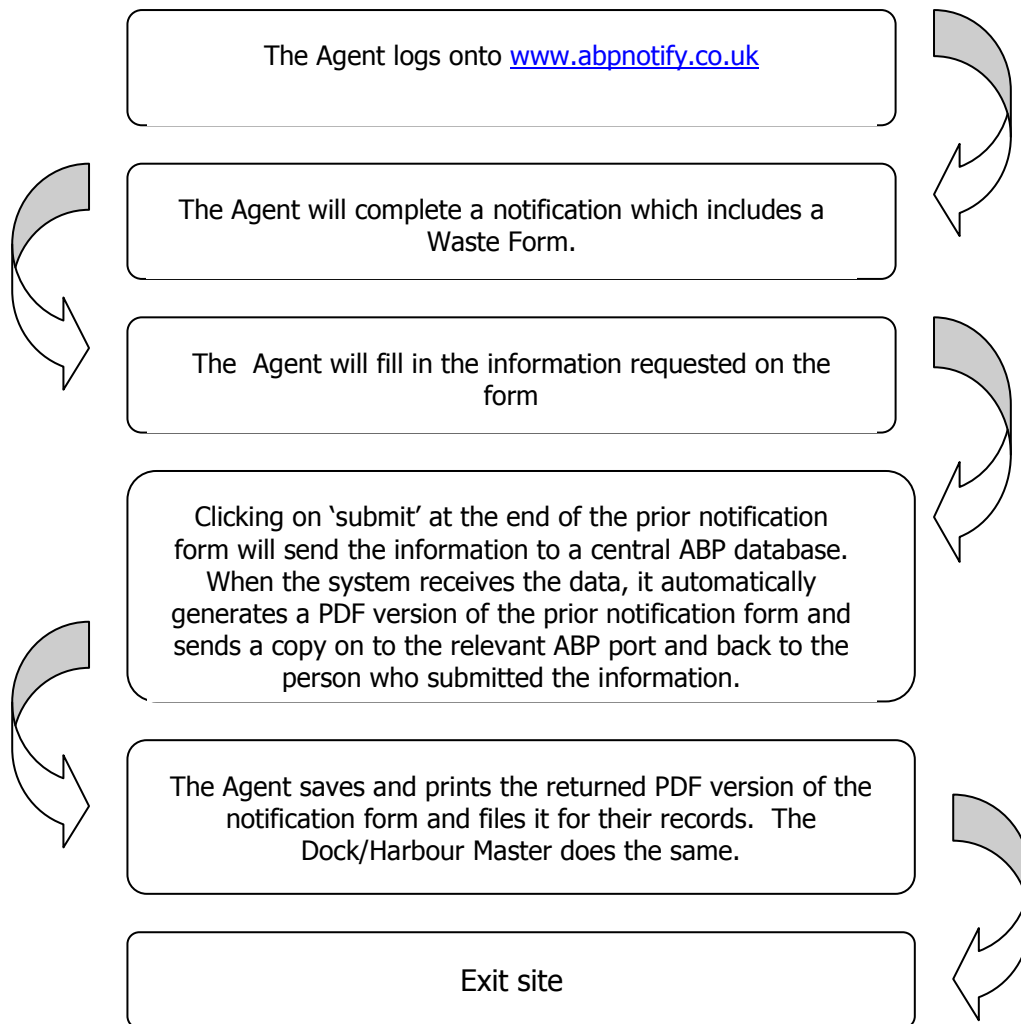 The Agent logs onto www.abpnotify.co.uk
The Agent will complete a notification which includes a
Waste Form.
The  Agent will fill in the information requested on the
form
Clicking on ‘submit’ at the end of the prior notification
form will send the information to a central ABP database.
When the system receives the data, it automatically
generates a PDF version of the prior notification form and
sends a copy on to the relevant ABP port and back to the
person who submitted the information.
The Agent saves and prints the returned PDF version of the
notification form and files it for their records.  The
Dock/Harbour Master does the same.
Exit site